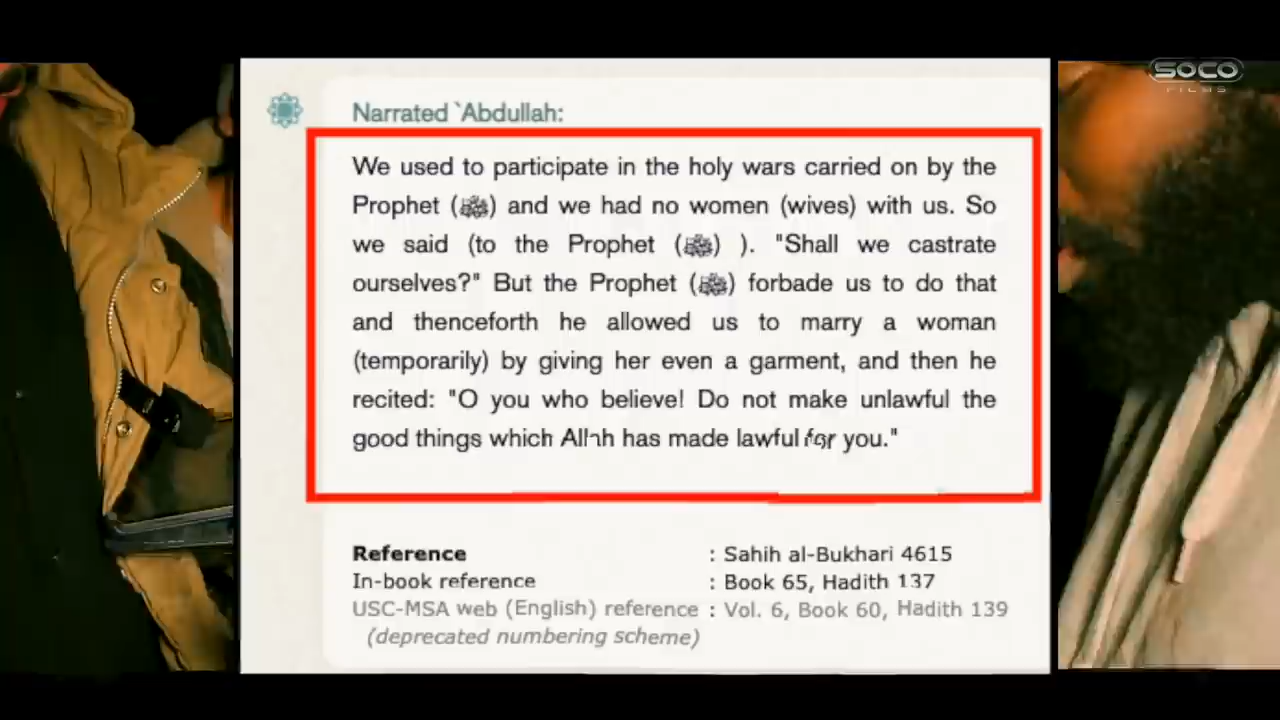 SOCO
FILMS
Narrated `Abdullah:
We used to participate in the holy wars carried on by the
Prophet (ﷺ) and we had no women (wives) with us. So
we said (to the Prophet (ﷺ) ). "Shall we castrate
ourselves?" But the Prophet (ﷺ) forbade us to do that
and thenceforth he allowed us to marry a woman
(temporarily) by giving her even a garment, and then he
recited: "O you who believe! Do not make unlawful the
good things which Allah has made lawful for you."
Reference : Sahih al-Bukhari 4615
In-book reference : Book 65, Hadith 137
USC-MSA web (English) reference : Vol. 6, Book 60, Hadith 139
(deprecated numbering scheme)